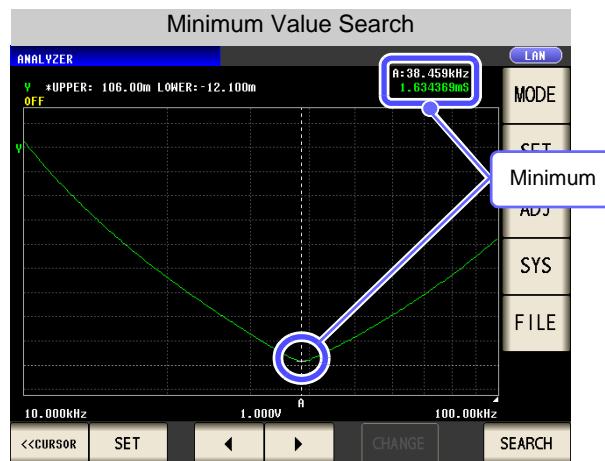 Minimum Value Search
ANALYZER
LAN
Y *UPPER: 106.00m LOWER:-12.100m
OFF
A:38.459kHz
1.634369mS
MODE
Y
Minimum
ADJ
SYS
FILE
A
10.000kHz 1.000V 100.00kHz
<<CURSOR SET CHANGE SEARCH